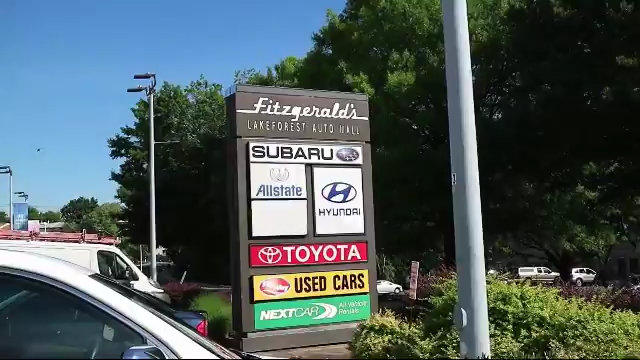 Fitzgerald's
LAKEFOREST AUTO MALL
SUBARU
Allstate
HYUNDAI
TOYOTA
USED CARS
NEXTCAR All Vehicle
Rentals